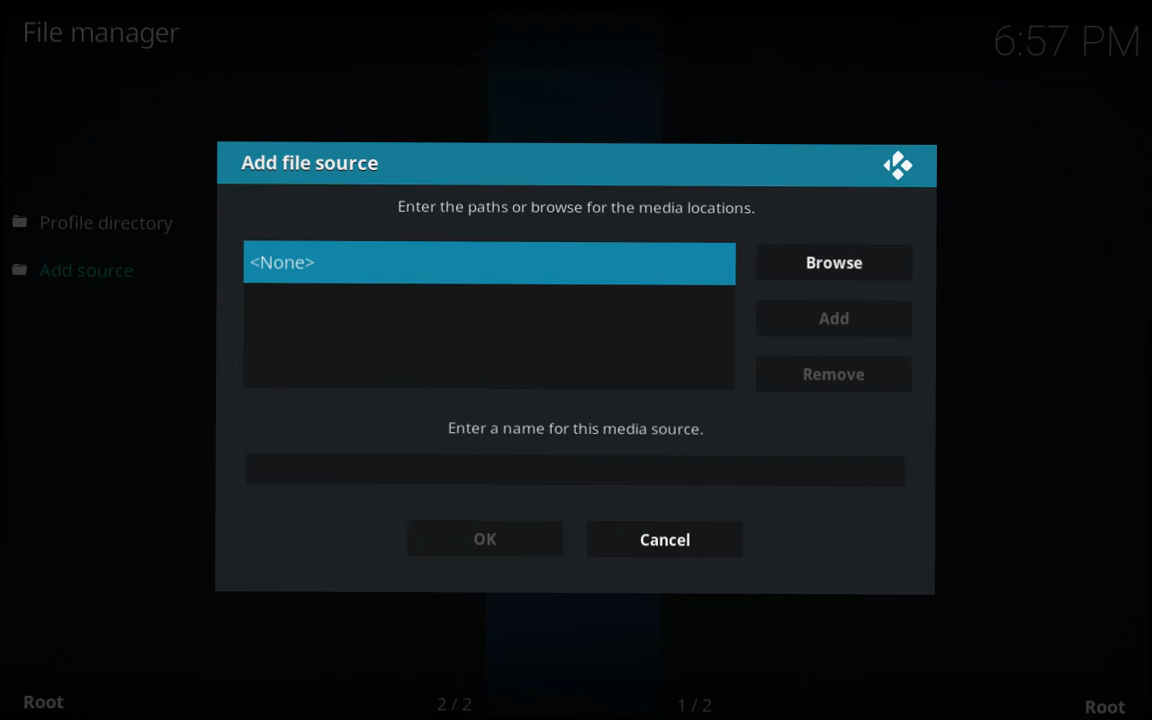 File manager
6:57 PM
Add file source
Enter the paths or browse for the media locations.
Profile directory
Add source
<None>
Browse
Add
Remove
Enter a name for this media source.
OK
Cancel
Root
2 / 2
1 / 2
Root